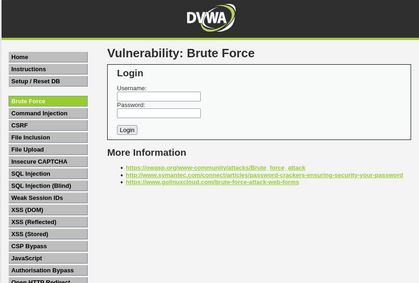 DVWA
Home
Instructions
Setup / Reset DB
Brute Force
Command Injection
CSRF
File Inclusion
File Upload
Insecure CAPTCHA
SQL Injection
SQL Injection (Blind)
Weak Session IDs
XSS (DOM)
XSS (Reflected)
XSS (Stored)
CSP Bypass
JavaScript
Authorisation Bypass
Open HTTP Redirect
Vulnerability: Brute Force
Login
Username:
Password:
Login
More Information
https://owasp.org/www-community/attacks/Brute_force_attack
http://www.symantec.com/connect/articles/password-crackers-ensuring-security-your-password
https://www.golinuxcloud.com/brute-force-attack-web-forms